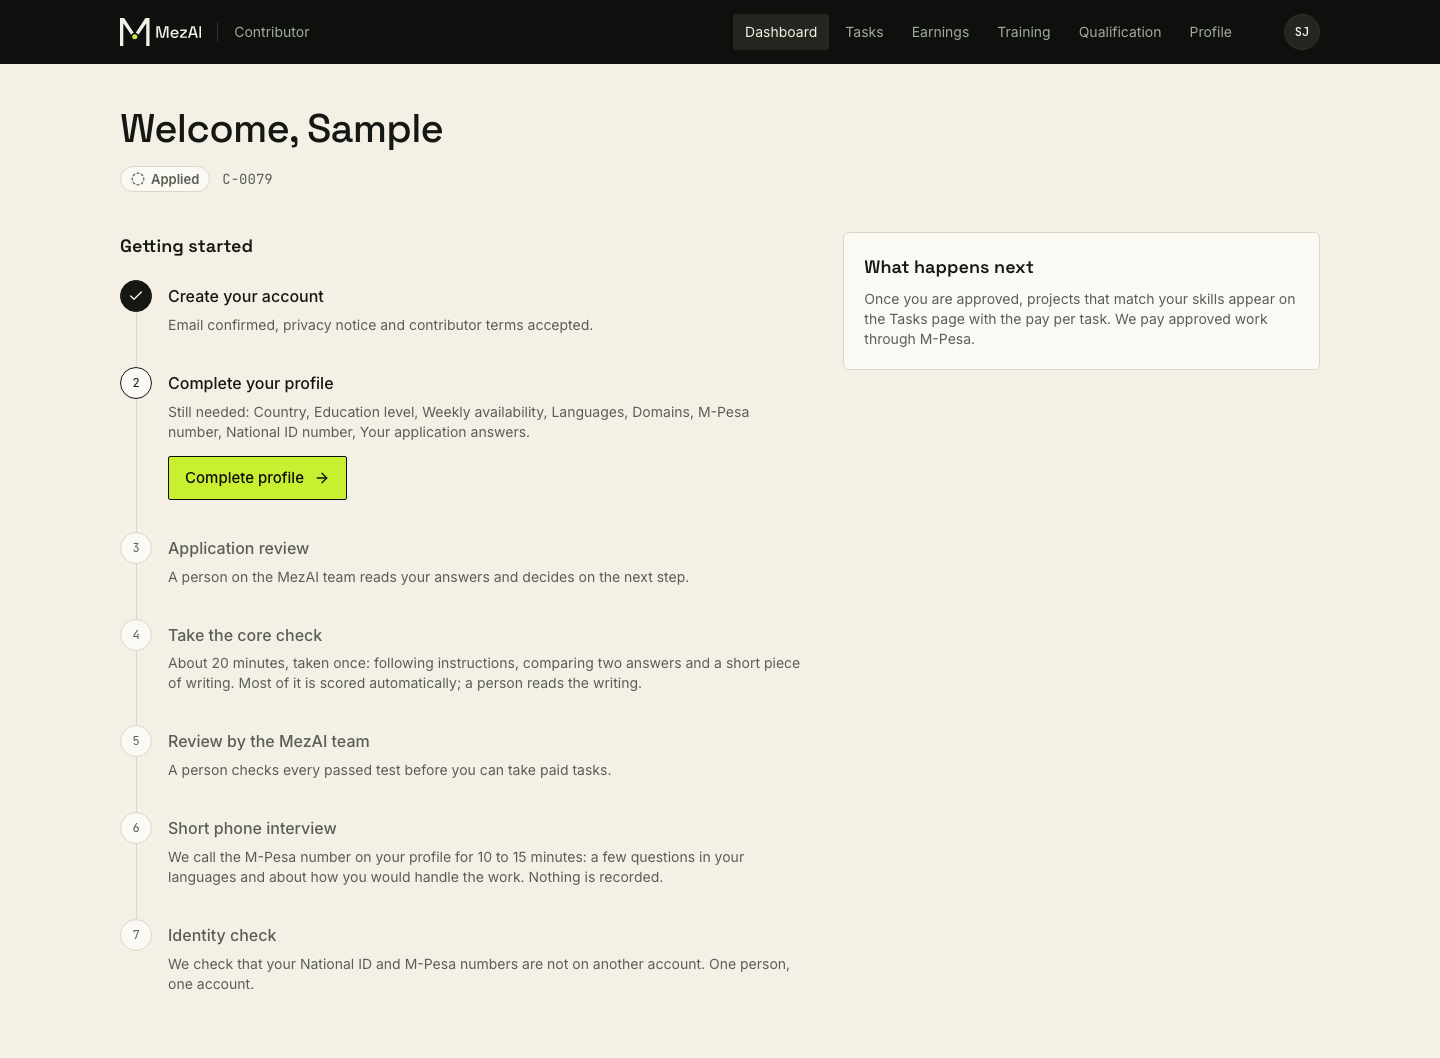 MezAI
Contributor
Dashboard
Tasks
Earnings
Training
Qualification
Profile
SJ
Welcome, Sample
Applied
C-0079
Getting started
Create your account
Email confirmed, privacy notice and contributor terms accepted.
2
Complete your profile
Still needed: Country, Education level, Weekly availability, Languages, Domains, M-Pesa
number, National ID number, Your application answers.
Complete profile →
3
Application review
A person on the MezAI team reads your answers and decides on the next step.
4
Take the core check
About 20 minutes, taken once: following instructions, comparing two answers and a short piece
of writing. Most of it is scored automatically; a person reads the writing.
5
Review by the MezAI team
A person checks every passed test before you can take paid tasks.
6
Short phone interview
We call the M-Pesa number on your profile for 10 to 15 minutes: a few questions in your
languages and about how you would handle the work. Nothing is recorded.
7
Identity check
We check that your National ID and M-Pesa numbers are not on another account. One person,
one account.
What happens next
Once you are approved, projects that match your skills appear on
the Tasks page with the pay per task. We pay approved work
through M-Pesa.